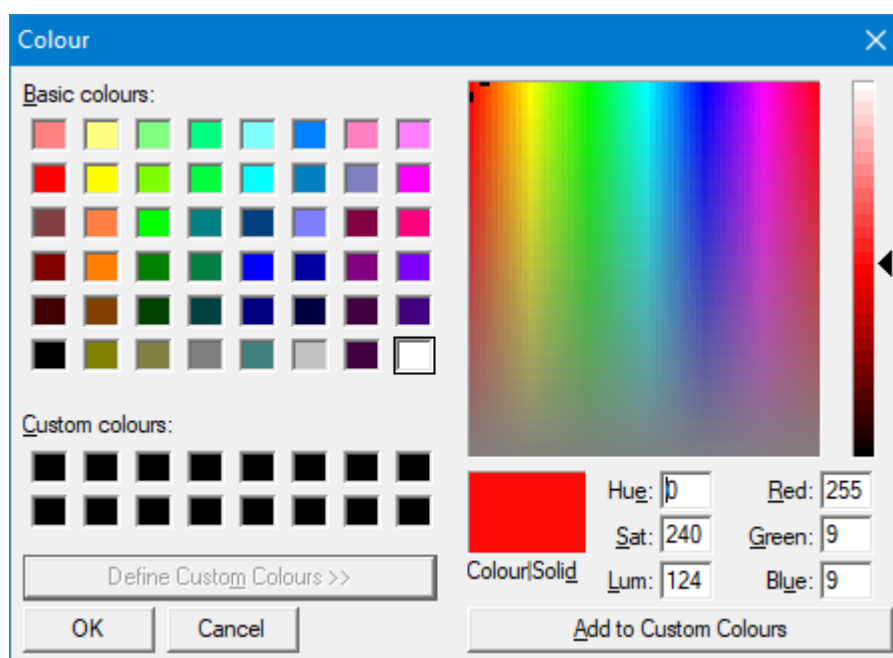 Colour
Basic colours:
Custom colours:
Define Custom Colours >>
OK Cancel
Hue: 0 Red: 255
Sat: 240 Green: 9
Colour|Solid Lum: 124 Blue: 9
Add to Custom Colours